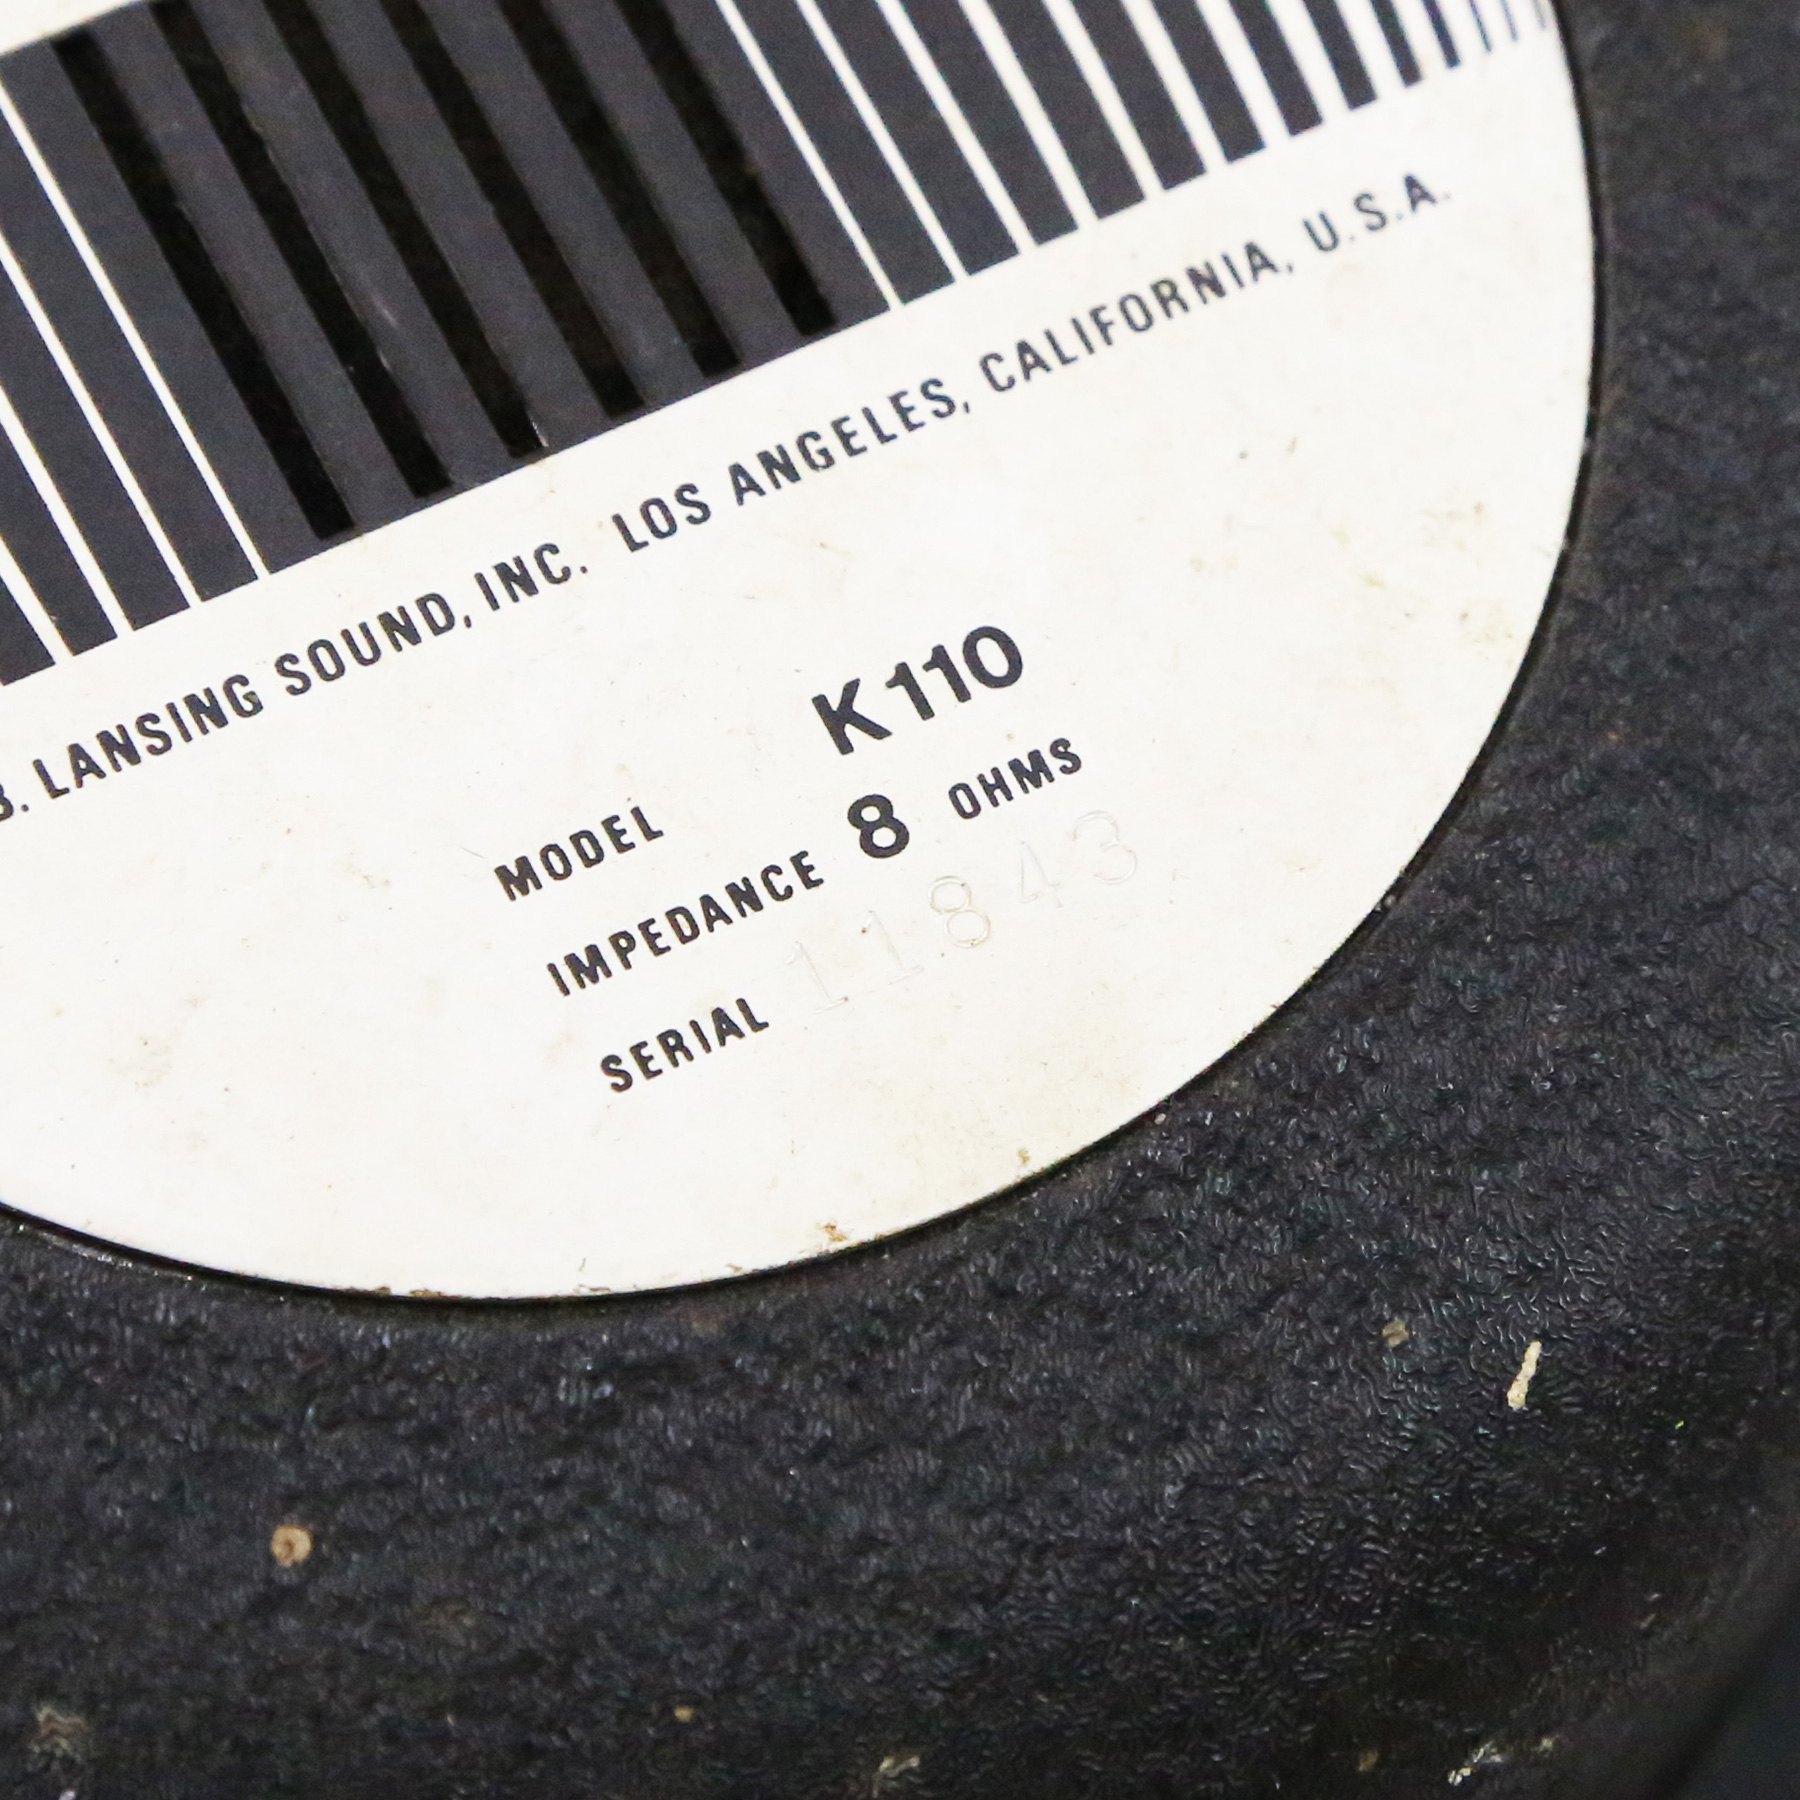 B. LANSING SOUND, INC. LOS ANGELES, CALIFORNIA, U.S.A.
MODEL K110
IMPEDANCE 8 OHMS
SERIAL 11843